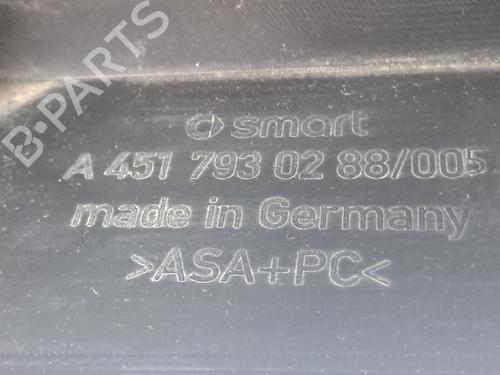 smart
A 451 793 02 88/005
made in Germany
>ASA+PC<
B-PARTS